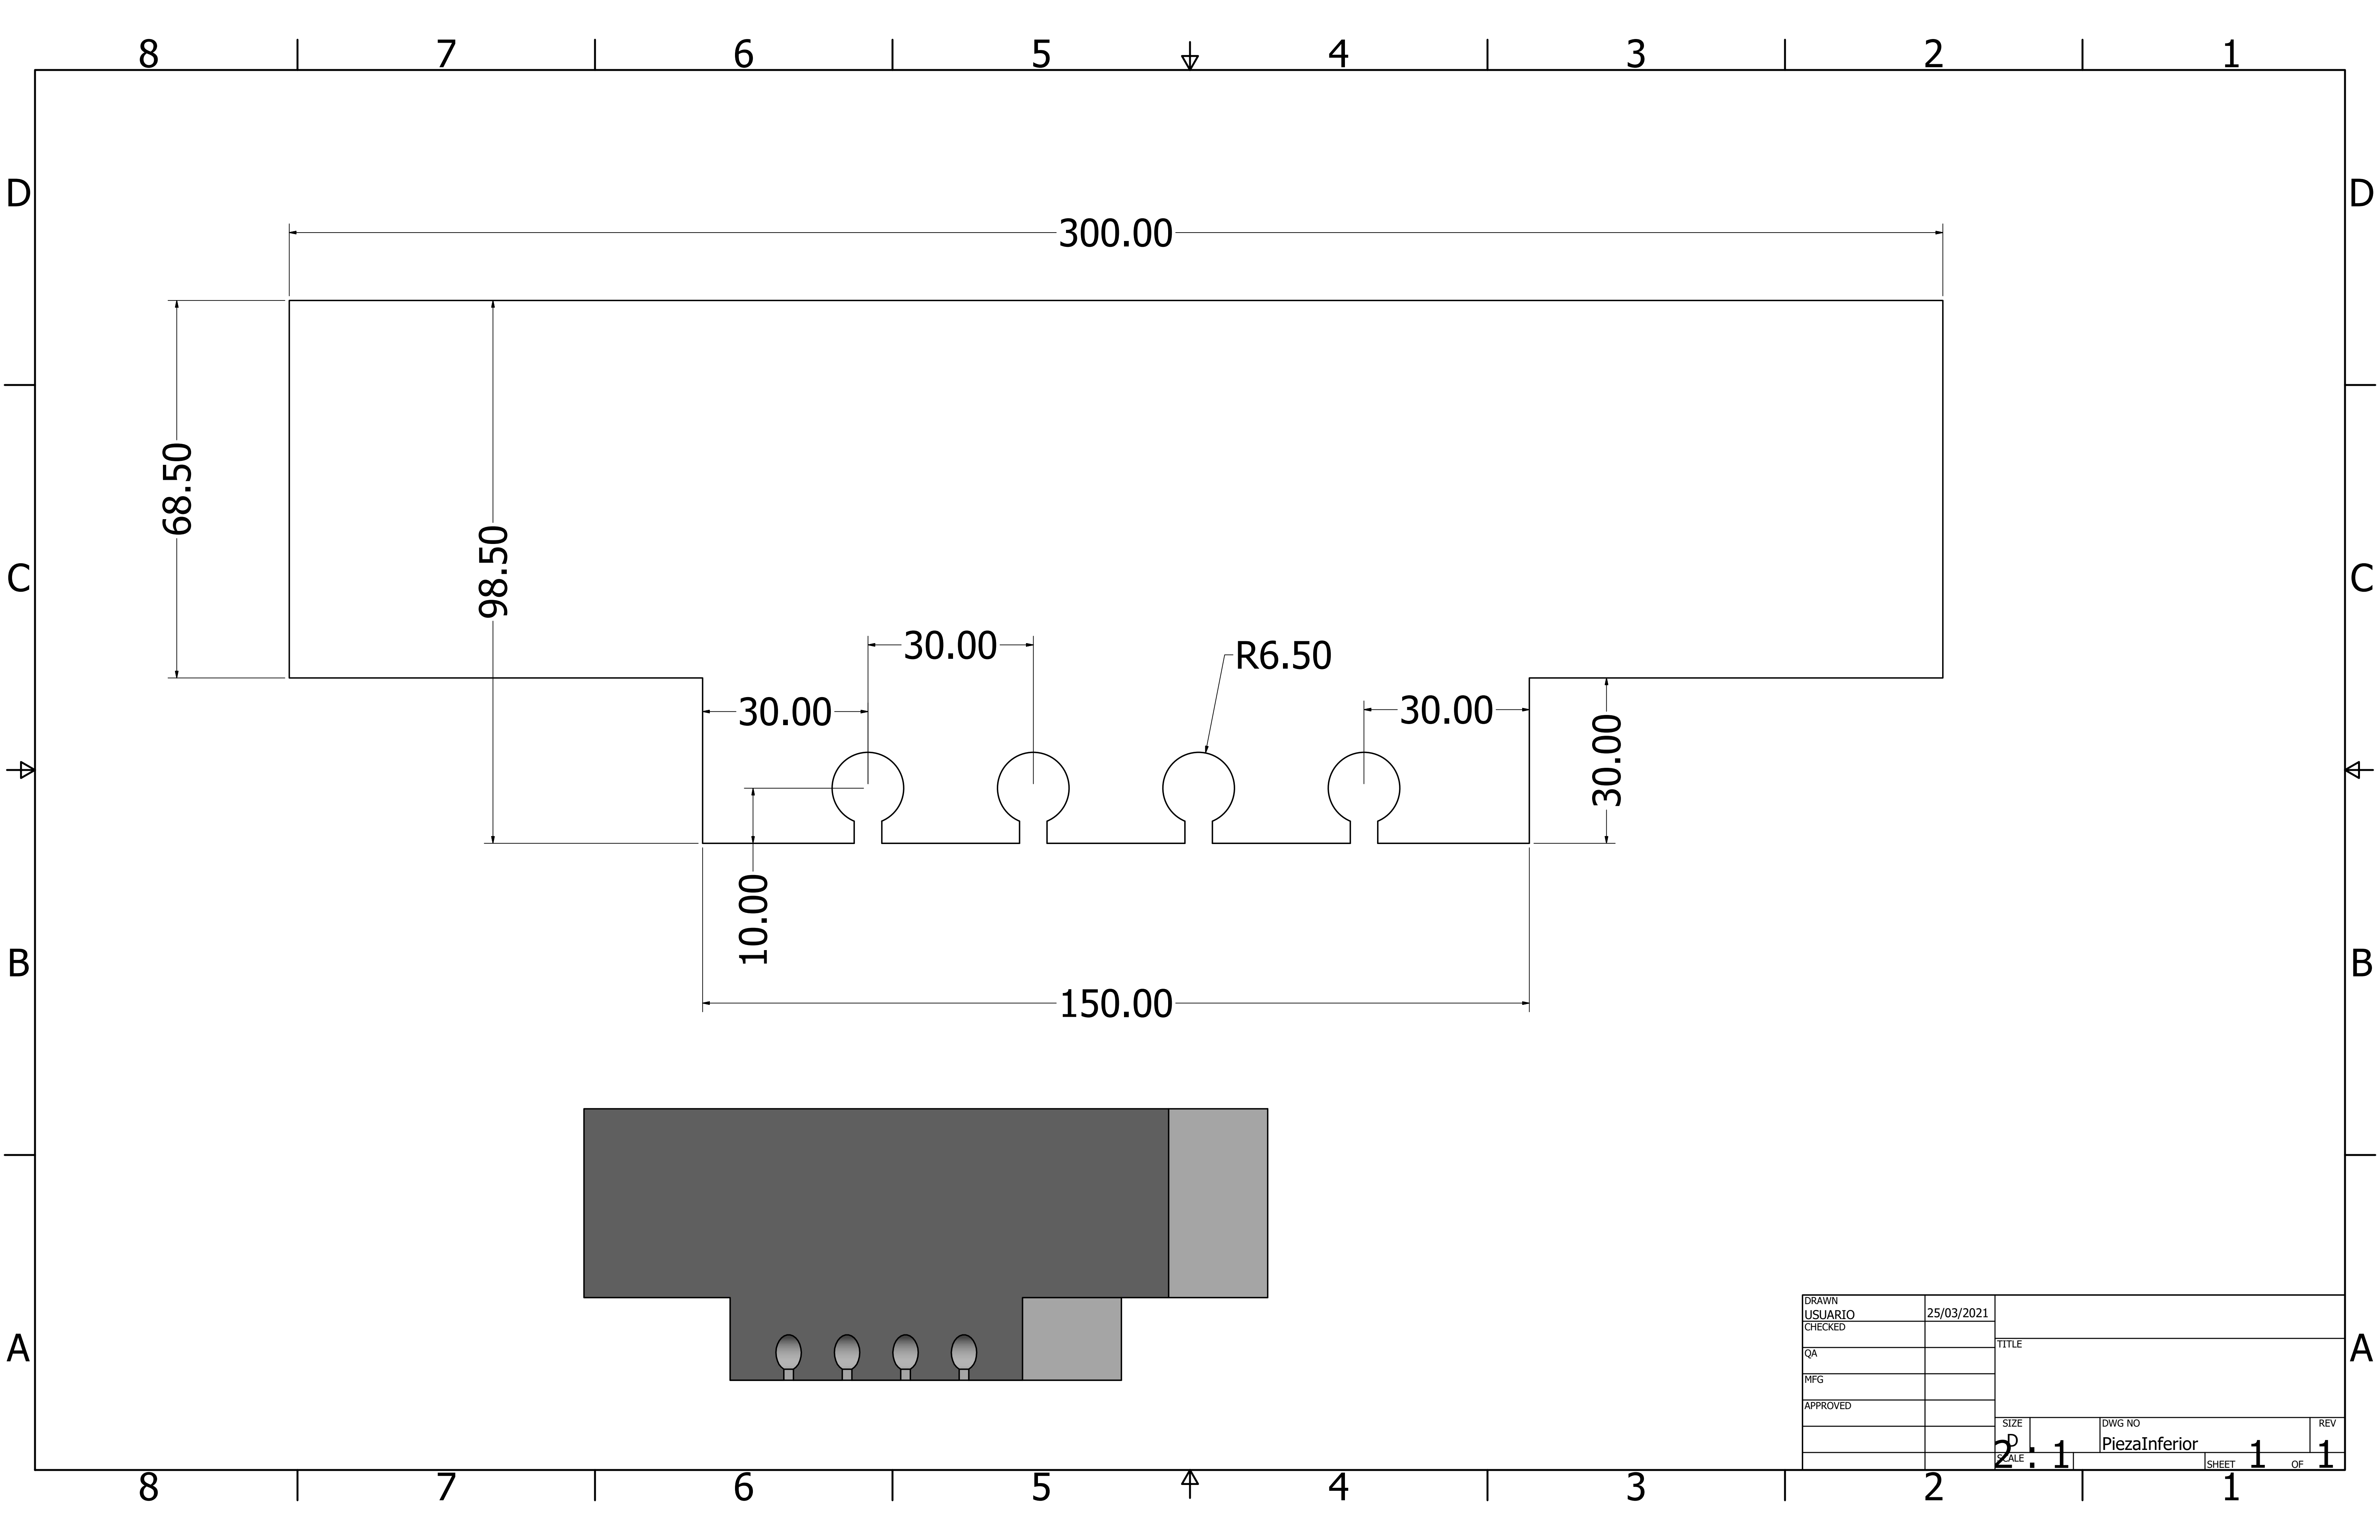 8 7 6 5 4 3 2 1
D D
300.00
68.50
98.50
C C
30.00
R6.50
30.00
30.00
30.00
10.00
B B
150.00
DRAWN
USUARIO 25/03/2021
CHECKED
TITLE
QA
MFG
APPROVED
A A
SIZE DWG NO REV
D PiezaInferior
SCALE 2 : 1 SHEET 1 OF 1
8 7 6 5 4 3 2 1